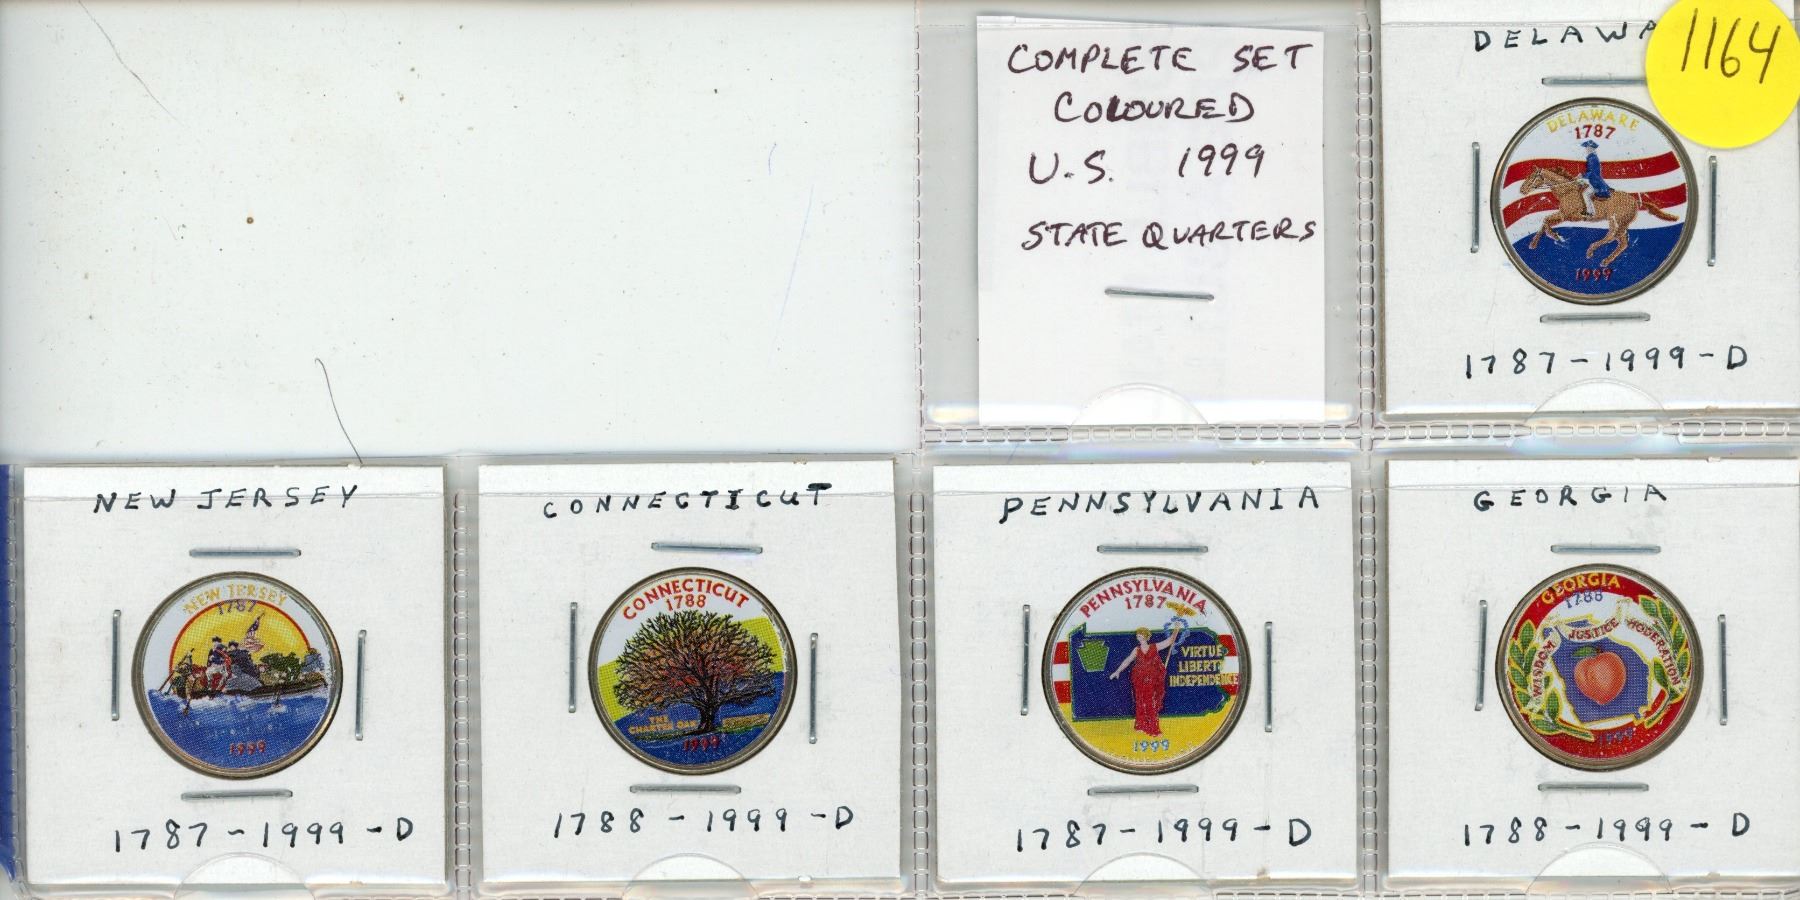 COMPLETE SET
COLOURED
U.S. 1999
STATE QUARTERS
DELAWA
1164
DELAWARE
1787
1999
1787-1999-D
NEW JERSEY
NEW JERSEY
1787
1999
1787-1999-D
CONNECTICUT
CONNECTICUT
1788
THE
CHARTER OAK
1999
1788-1999-D
PENNSYLVANIA
PENNSYLVANIA
1787
VIRTUE
LIBERTY
INDEPENDENCE
1999
1787-1999-D
GEORGIA
GEORGIA
1788
WISDOM JUSTICE MODERATION
1999
1788-1999-D